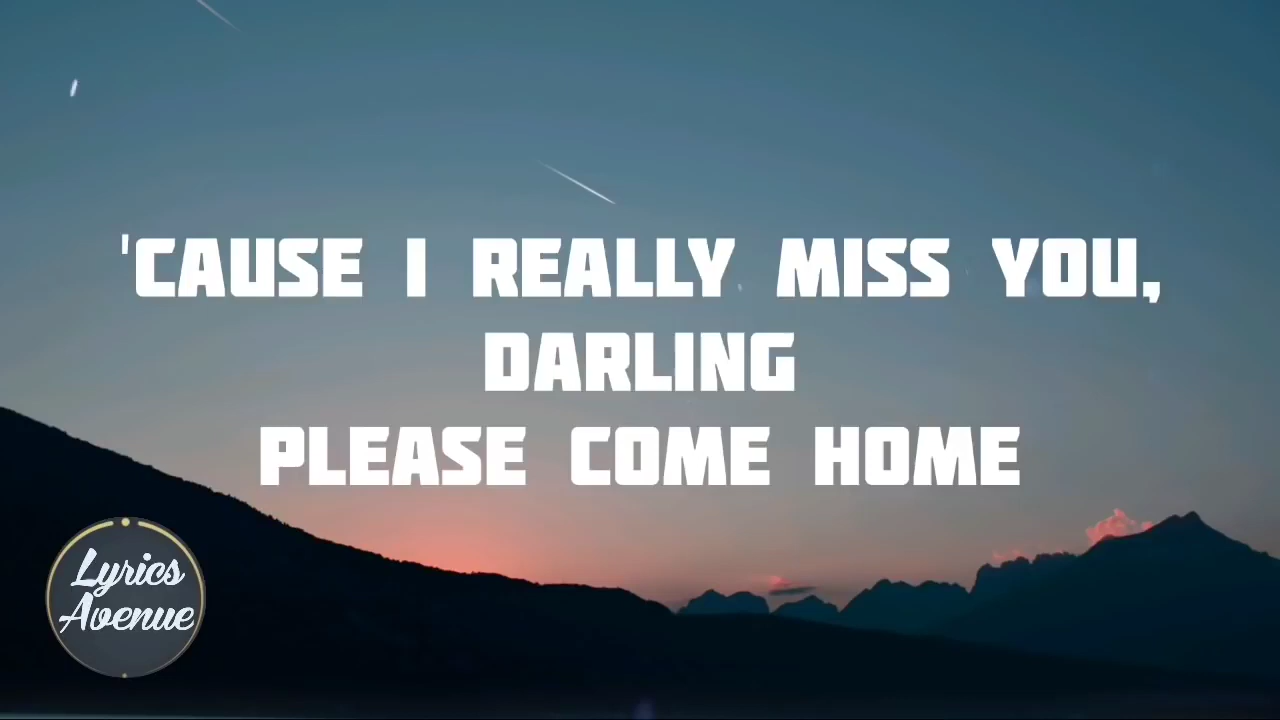 'CAUSE I REALLY MISS YOU,
DARLING
PLEASE COME HOME
Lyrics
Avenue